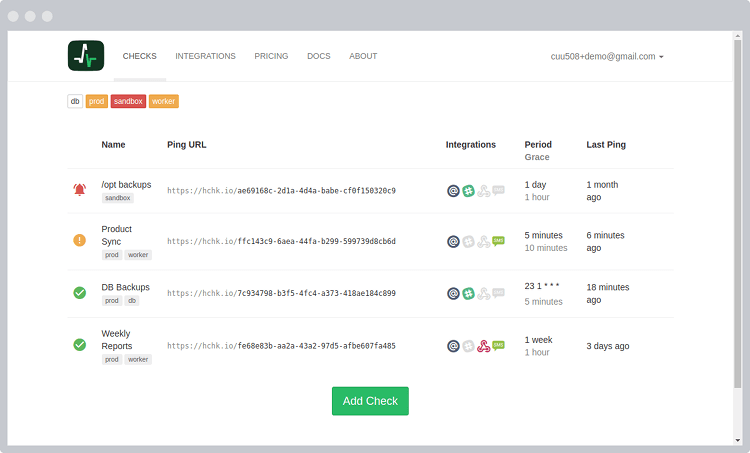 CHECKS INTEGRATIONS PRICING DOCS ABOUT cuu508+demo@gmail.com
db prod sandbox worker
Name Ping URL Integrations Period Last Ping
Grace
/opt backups https://hchk.io/ae69168c-2d1a-4d4a-babe-cf0f150320c9 @ SMS 1 day 1 month
sandbox 1 hour ago
Product https://hchk.io/ffc143c9-6aea-44fa-b299-599739d8cb6d @ SMS 5 minutes 6 minutes
Sync 10 minutes ago
prod worker
DB Backups https://hchk.io/7c934798-b3f5-4fc4-a373-418ae184c899 @ SMS 23 1 * * * 18 minutes
prod db 5 minutes ago
Weekly https://hchk.io/fe68e83b-aa2a-43a2-97d5-afbe607fa485 @ SMS 1 week 3 days ago
Reports 1 hour
prod worker
Add Check